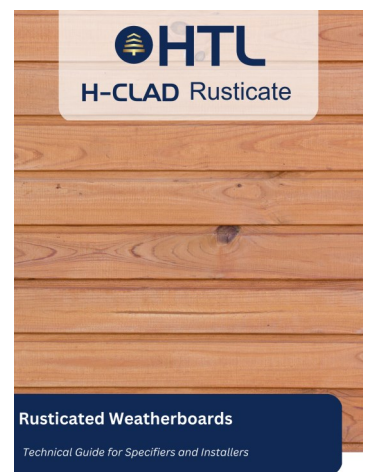 HTL
H-CLAD Rusticate
Rusticated Weatherboards
Technical Guide for Specifiers and Installers